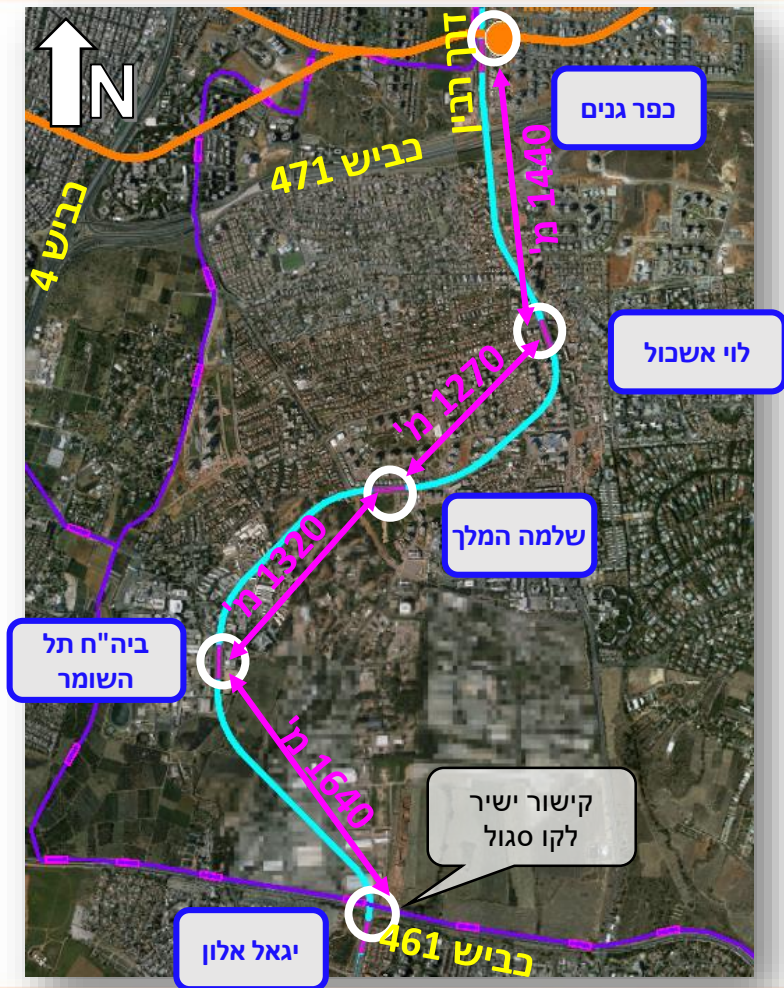 N
דרך רבין
כפר גנים
כביש 471
כביש 4
1440 מ'
לוי אשכול
1270 מ'
שלמה המלך
1320 מ'
ביה"ח תל
השומר
1640 מ'
קישור ישיר
לקו סגול
יגאל אלון
כביש 461